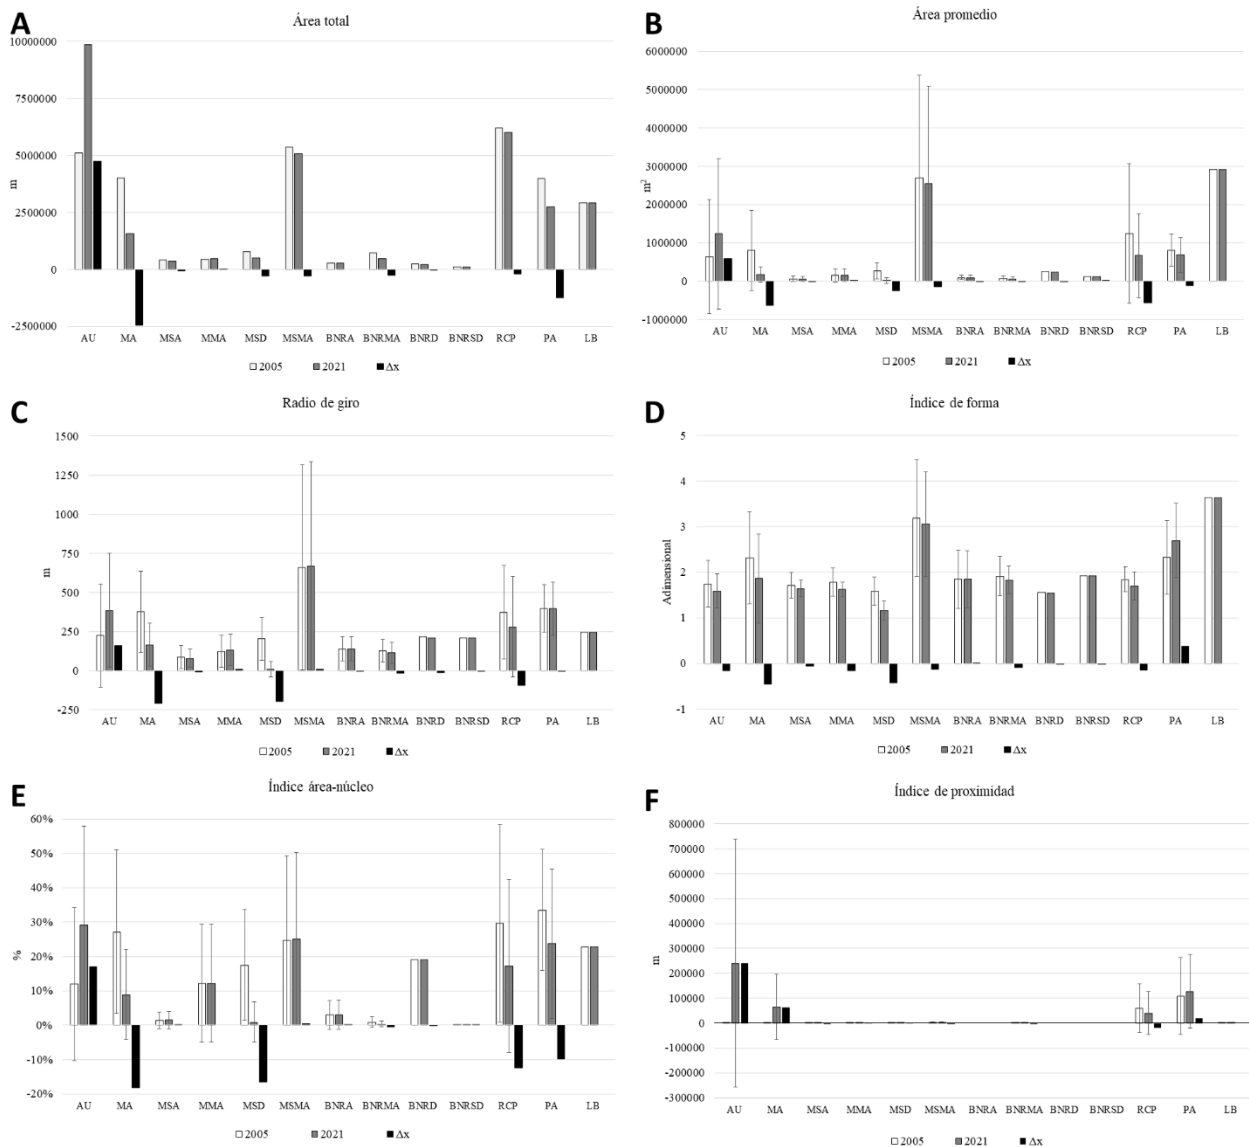 A
Área total
10000000
7500000
5000000
2500000
0
-2500000
m
AU MA MSA MMA MSD MSMA BNRA BNRMA BNRD BNRSD RCP PA LB
2005 2021 Δx
B
Área promedio
6000000
5000000
4000000
3000000
2000000
1000000
0
-1000000
m²
AU MA MSA MMA MSD MSMA BNRA BNRMA BNRD BNRSD RCP PA LB
2005 2021 Δx
C
Radio de giro
1500
1250
1000
750
500
250
0
-250
m
AU MA MSA MMA MSD MSMA BNRA BNRMA BNRD BNRSD RCP PA LB
2005 2021 Δx
D
Índice de forma
5
4
3
2
1
0
-1
Adimensional
AU MA MSA MMA MSD MSMA BNRA BNRMA BNRD BNRSD RCP PA LB
2005 2021 Δx
E
Índice área-núcleo
60%
50%
40%
30%
20%
10%
0%
-10%
-20%
%
AU MA MSA MMA MSD MSMA BNRA BNRMA BNRD BNRSD RCP PA LB
2005 2021 Δx
F
Índice de proximidad
800000
700000
600000
500000
400000
300000
200000
100000
0
-100000
-200000
-300000
m
AU MA MSA MMA MSD MSMA BNRA BNRMA BNRD BNRSD RCP PA LB
2005 2021 Δx